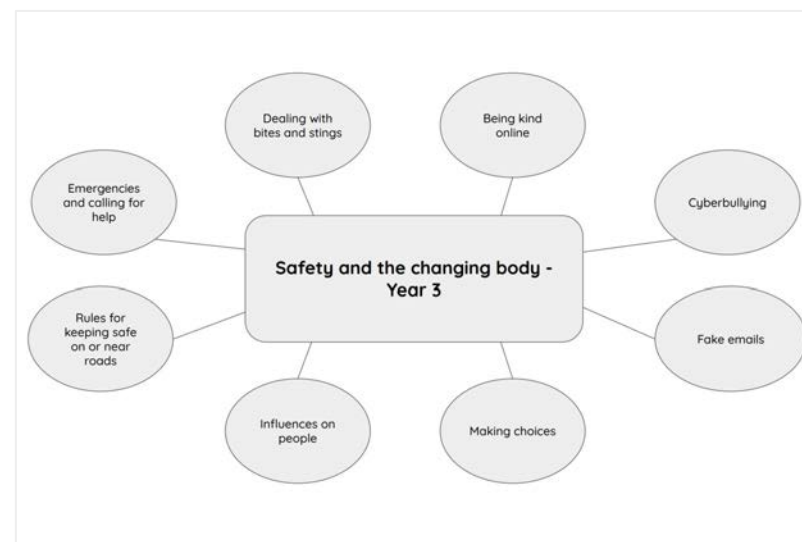 Dealing with
bites and stings
Being kind
online
Emergencies
and calling for
help
Cyberbullying
Safety and the changing body -
Year 3
Rules for
keeping safe
on or near
roads
Fake emails
Influences on
people
Making choices